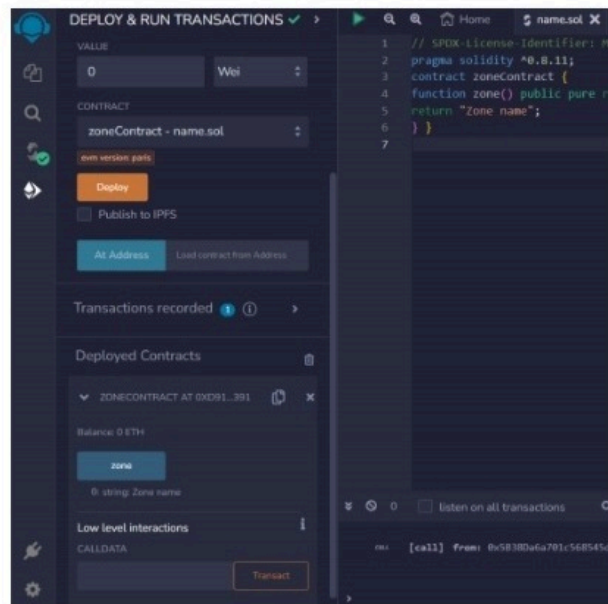 DEPLOY & RUN TRANSACTIONS
VALUE
0
Wei
CONTRACT
zoneContract - name.sol
evm version: paris
Deploy
Publish to IPFS
At Address
Load contract from Address
Transactions recorded 1
Deployed Contracts
ZONECONTRACT AT 0XD91...391
Balance: 0 ETH
zone
0: string: Zone name
Low level interactions
CALLDATA
Transact
Home
name.sol
1 // SPDX-License-Identifier:
2 pragma solidity ^0.8.11;
3 contract zoneContract {
4 function zone() public pure
5 return "Zone name";
6 } }
7
0
listen on all transactions
[call] from: